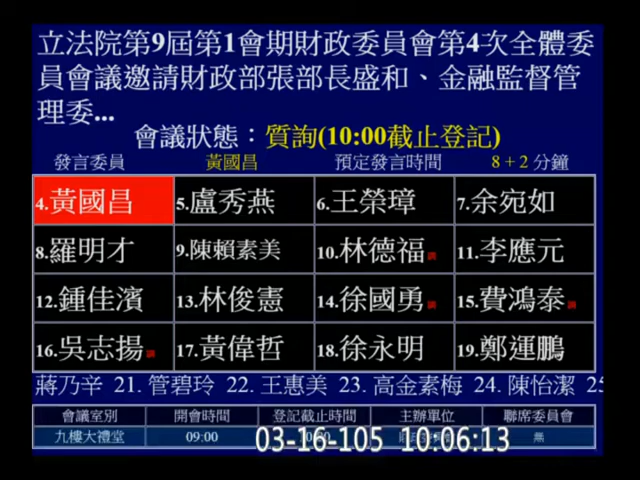 立法院第9屆第1會期財政委員會第4次全體委
員會議邀請財政部張部長盛和、金融監督管
理委...
會議狀態：質詢(10:00截止登記)
發言委員 黃國昌 預定發言時間 8 + 2 分鐘
4.黃國昌 5.盧秀燕 6.王榮璋 7.余宛如
8.羅明才 9.陳賴素美 10.林德福 11.李應元
12.鍾佳濱 13.林俊憲 14.徐國勇 15.費鴻泰
16.吳志揚 17.黃偉哲 18.徐永明 19.鄭運鵬
蔣乃辛 21. 管碧玲 22. 王惠美 23. 高金素梅 24. 陳怡潔 25
會議室別 開會時間 登記截止時間 主辦單位 聯席委員會
九樓大禮堂 09:00 無
03-16-105 10:06:13